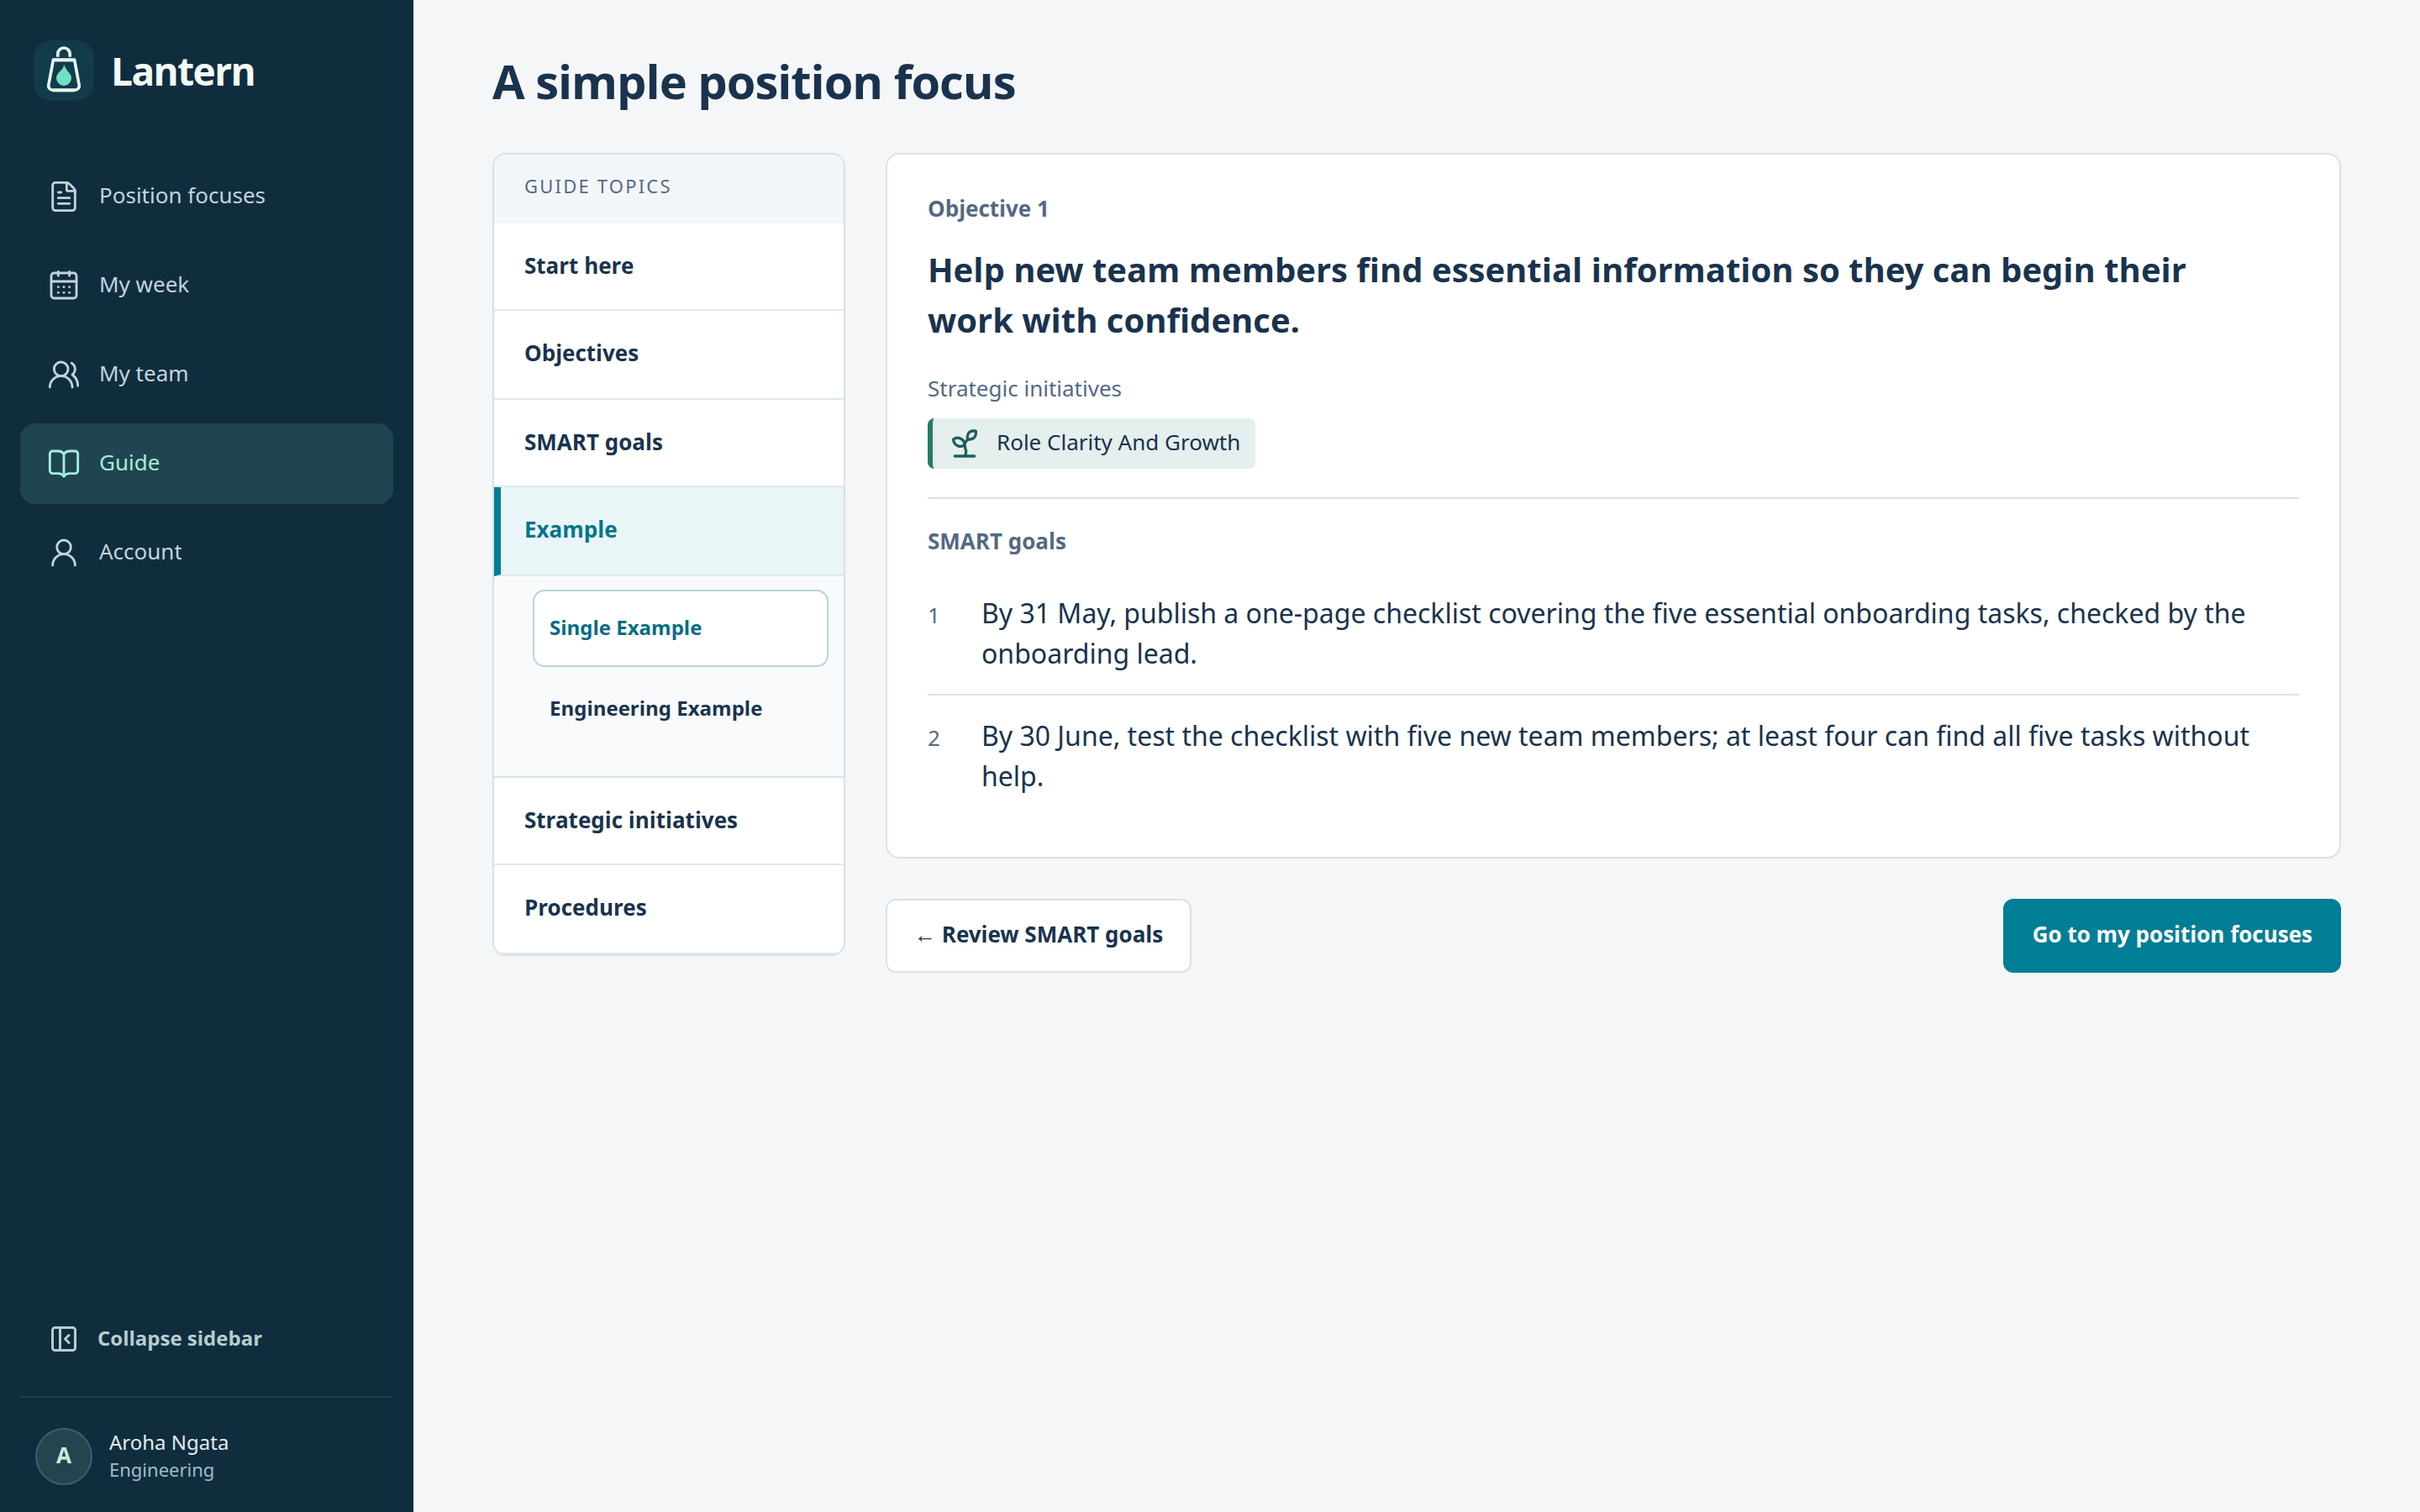 Lantern
Position focuses
My week
My team
Guide
Account
Collapse sidebar
A
Aroha Ngata
Engineering
A simple position focus
GUIDE TOPICS
Start here
Objectives
SMART goals
Example
Single Example
Engineering Example
Strategic initiatives
Procedures
Objective 1
Help new team members find essential information so they can begin their
work with confidence.
Strategic initiatives
Role Clarity And Growth
SMART goals
1 By 31 May, publish a one-page checklist covering the five essential onboarding tasks, checked by the
onboarding lead.
2 By 30 June, test the checklist with five new team members; at least four can find all five tasks without
help.
← Review SMART goals
Go to my position focuses